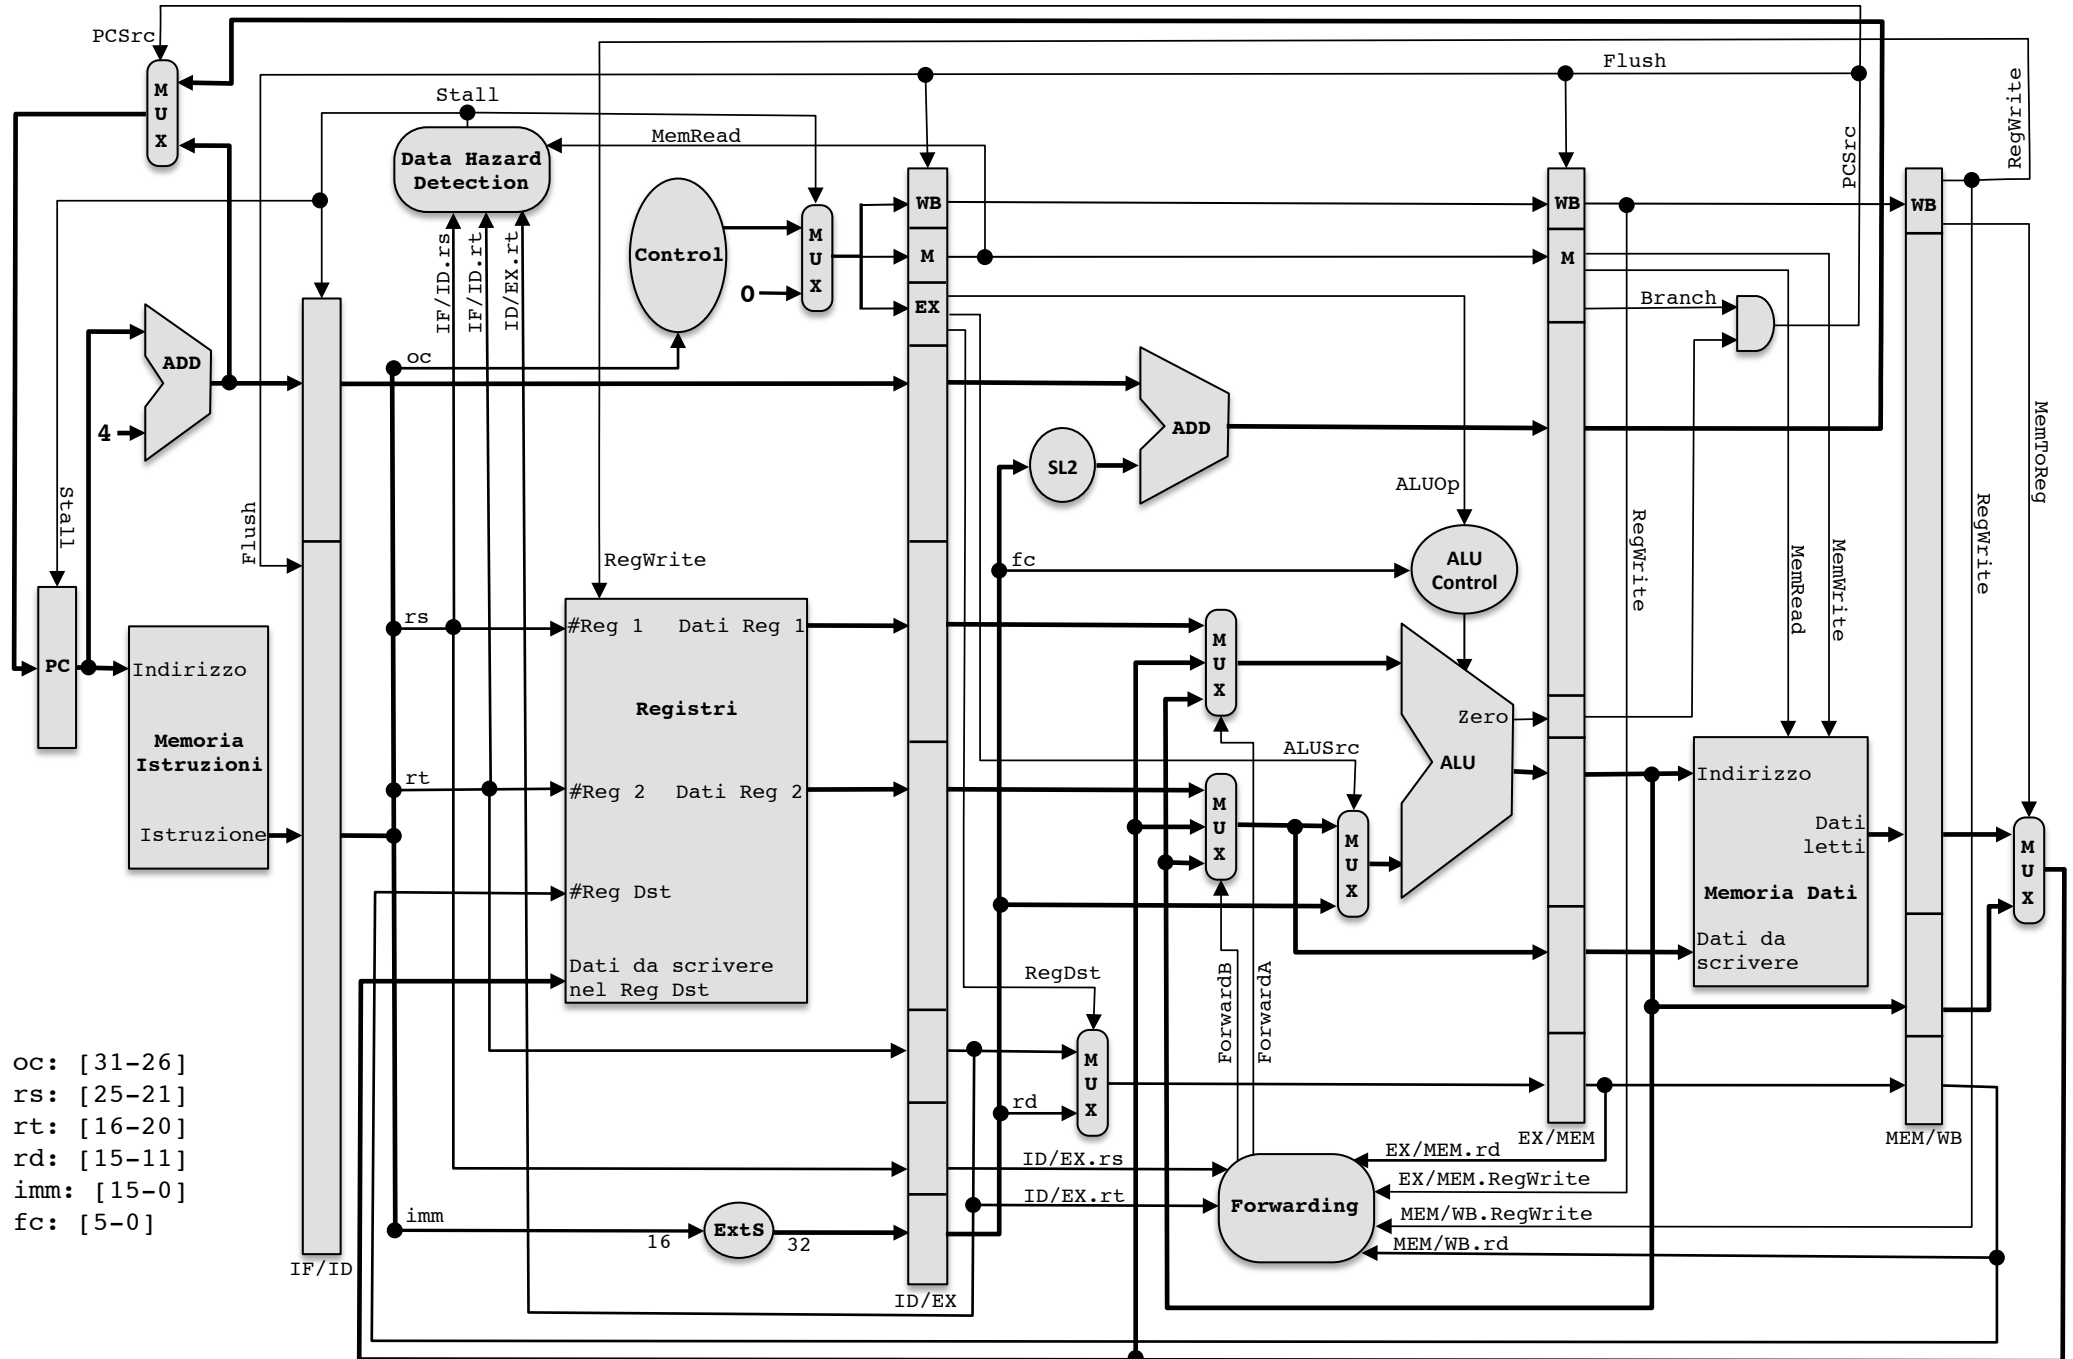 PCSrc
M
U
X
Flush
Stall
MemRead
Data Hazard
Detection
IF/ID.rs
IF/ID.rt
ID/EX.rt
Control
0
M
U
X
WB
M
EX
WB
M
WB
PCSrc
RegWrite
Branch
ADD
4
oc
SL2
ADD
ALUOp
MemToReg
Stall
Flush
RegWrite
fc
ALU
Control
RegWrite
MemRead
MemWrite
RegWrite
PC
Indirizzo
Memoria
Istruzioni
Istruzione
rs
rt
#Reg 1
Dati Reg 1
Registri
#Reg 2
Dati Reg 2
#Reg Dst
Dati da scrivere
nel Reg Dst
M
U
X
M
U
X
ALUSrc
M
U
X
Zero
ALU
Indirizzo
Dati
letti
Memoria Dati
Dati da
scrivere
M
U
X
RegDst
ForwardB
ForwardA
M
U
X
rd
oc: [31-26]
rs: [25-21]
rt: [16-20]
rd: [15-11]
imm: [15-0]
fc: [5-0]
EX/MEM
MEM/WB
ID/EX.rs
ID/EX.rt
Forwarding
EX/MEM.rd
EX/MEM.RegWrite
MEM/WB.RegWrite
MEM/WB.rd
imm
16
ExtS
32
IF/ID
ID/EX